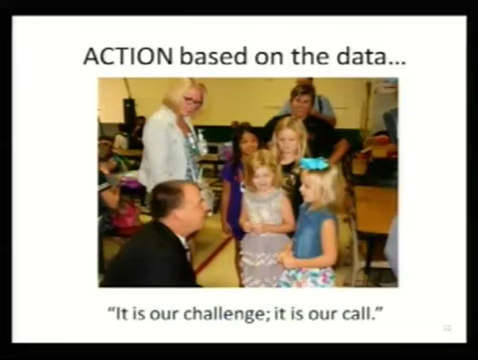 ACTION based on the data…
“It is our challenge; it is our call.”